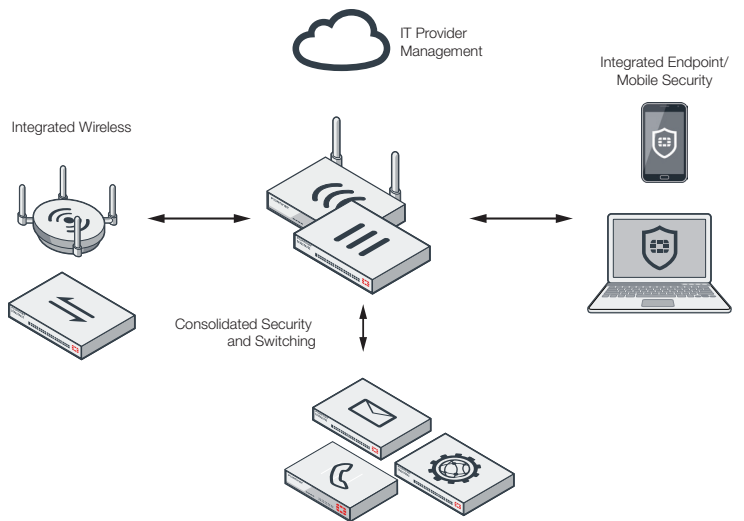 IT Provider
Management
Integrated Endpoint/
Mobile Security
Integrated Wireless
Consolidated Security
and Switching